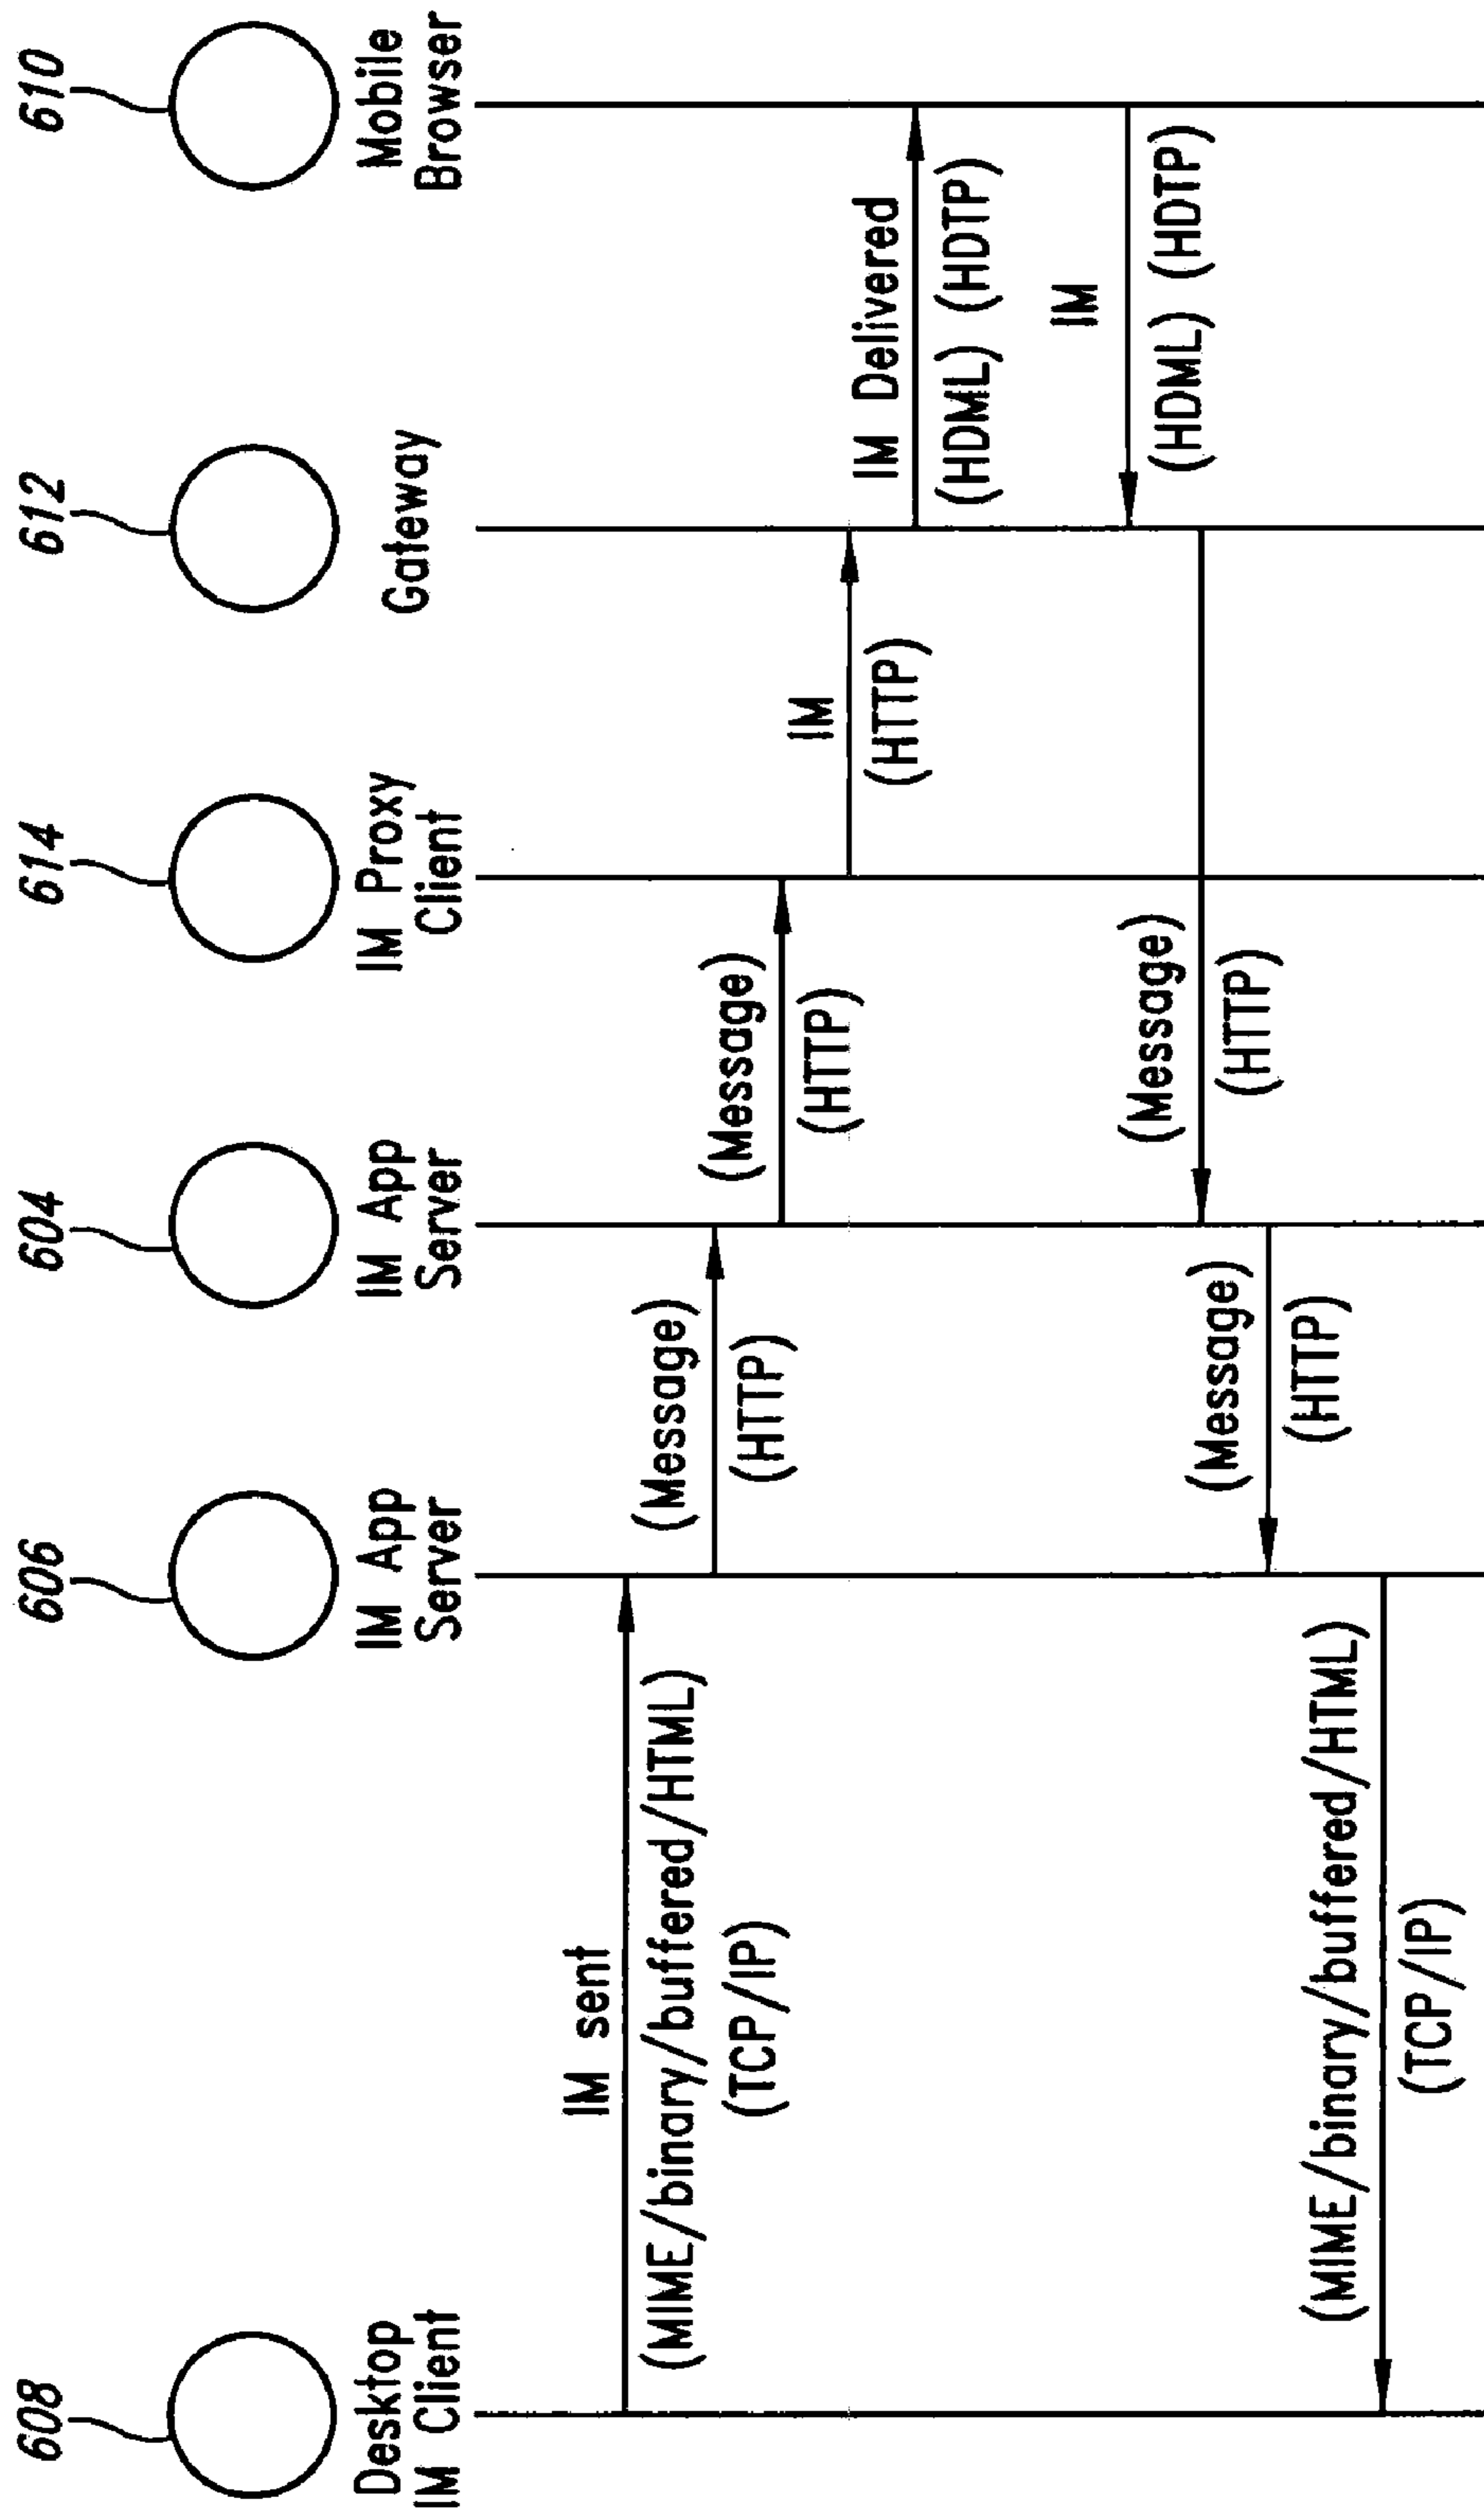 608
606
604
614
612
610
Desktop
IM Client
IM App
Server
IM App
Server
IM Proxy
Client
Gateway
Mobile
Browser
IM sent
(MIME/binary/buffered/HTML)
(TCP/IP)
(Message)
(HTTP)
(Message)
(HTTP)
IM
(HTTP)
IM Delivered
(HDML) (HDTP)
IM
(HDML) (HDTP)
(Message)
(HTTP)
(Message)
(HTTP)
(MIME/binary/buffered/HTML)
(TCP/IP)